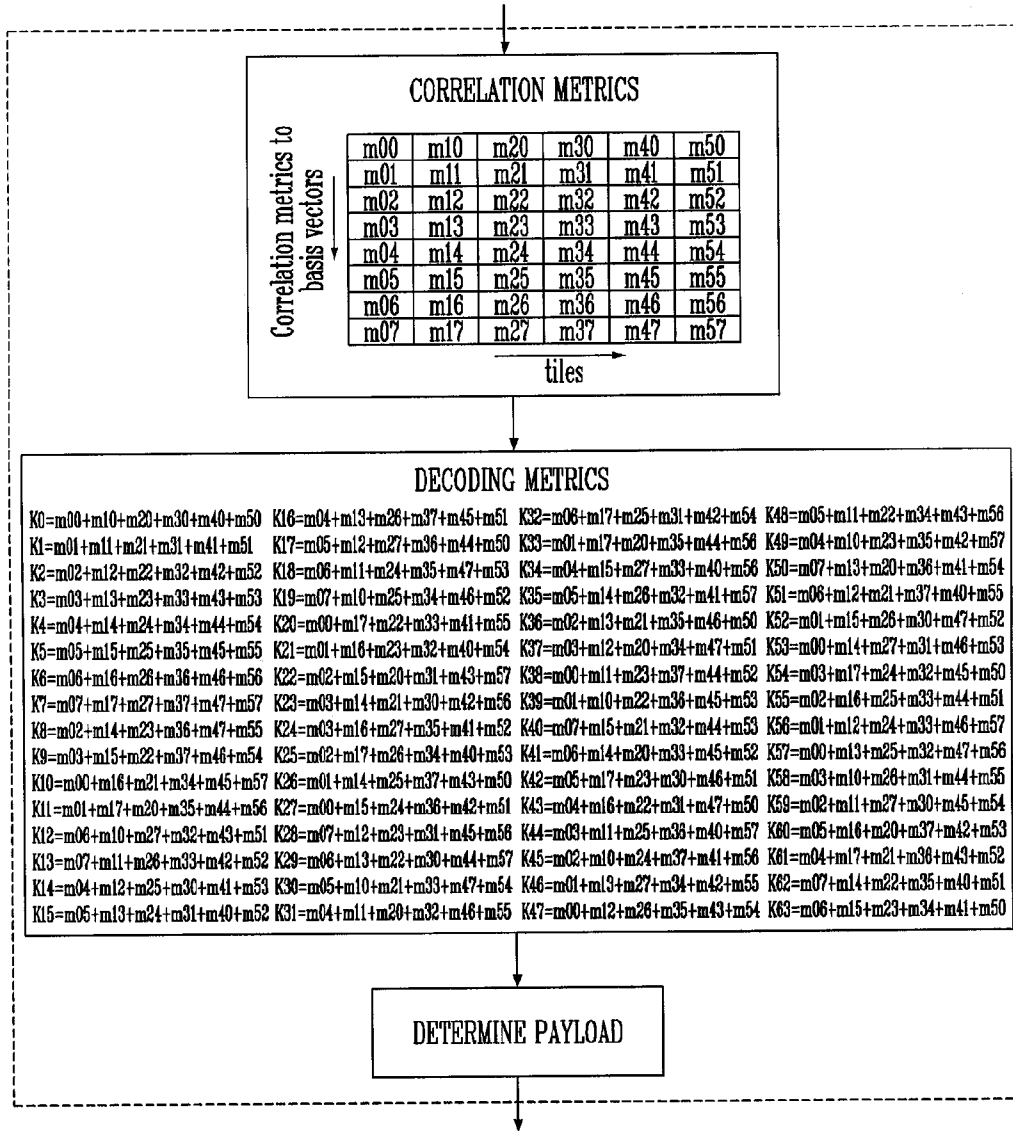 CORRELATION METRICS
Correlation metrics to
basis vectors
m00 m10 m20 m30 m40 m50
m01 m11 m21 m31 m41 m51
m02 m12 m22 m32 m42 m52
m03 m13 m23 m33 m43 m53
m04 m14 m24 m34 m44 m54
m05 m15 m25 m35 m45 m55
m06 m16 m26 m36 m46 m56
m07 m17 m27 m37 m47 m57
tiles
DECODING METRICS
K0=m00+m10+m20+m30+m40+m50 K16=m04+m13+m26+m37+m45+m51 K32=m06+m17+m25+m31+m42+m54 K48=m05+m11+m22+m34+m43+m56
K1=m01+m11+m21+m31+m41+m51 K17=m05+m12+m27+m36+m44+m50 K33=m01+m17+m20+m35+m44+m56 K49=m04+m10+m23+m35+m42+m57
K2=m02+m12+m22+m32+m42+m52 K18=m06+m11+m24+m35+m47+m53 K34=m04+m15+m27+m33+m40+m56 K50=m07+m13+m20+m36+m41+m54
K3=m03+m13+m23+m33+m43+m53 K19=m07+m10+m25+m34+m46+m52 K35=m05+m14+m26+m32+m41+m57 K51=m06+m12+m21+m37+m40+m55
K4=m04+m14+m24+m34+m44+m54 K20=m00+m17+m22+m33+m41+m55 K36=m02+m13+m21+m35+m46+m50 K52=m01+m15+m26+m30+m47+m52
K5=m05+m15+m25+m35+m45+m55 K21=m01+m16+m23+m32+m40+m54 K37=m03+m12+m20+m34+m47+m51 K53=m00+m14+m27+m31+m46+m53
K6=m06+m16+m26+m36+m46+m56 K22=m02+m15+m20+m31+m43+m57 K38=m00+m11+m23+m37+m44+m52 K54=m03+m17+m24+m32+m45+m50
K7=m07+m17+m27+m37+m47+m57 K23=m03+m14+m21+m30+m42+m56 K39=m01+m10+m22+m36+m45+m53 K55=m02+m16+m25+m33+m44+m51
K8=m02+m14+m23+m36+m47+m55 K24=m03+m16+m27+m35+m41+m52 K40=m07+m15+m21+m32+m44+m53 K56=m01+m12+m24+m33+m46+m57
K9=m03+m15+m22+m37+m46+m54 K25=m02+m17+m26+m34+m40+m53 K41=m06+m14+m20+m33+m45+m52 K57=m00+m13+m25+m32+m47+m56
K10=m00+m16+m21+m34+m45+m57 K26=m01+m14+m25+m37+m43+m50 K42=m05+m17+m23+m30+m46+m51 K58=m03+m10+m26+m31+m44+m55
K11=m01+m17+m20+m35+m44+m56 K27=m00+m15+m24+m36+m42+m51 K43=m04+m16+m22+m31+m47+m50 K59=m02+m11+m27+m30+m45+m54
K12=m06+m10+m27+m32+m43+m51 K28=m07+m12+m23+m31+m45+m56 K44=m03+m11+m25+m36+m40+m57 K60=m05+m16+m20+m37+m42+m53
K13=m07+m11+m26+m33+m42+m52 K29=m06+m13+m22+m30+m44+m57 K45=m02+m10+m24+m37+m41+m56 K61=m04+m17+m21+m36+m43+m52
K14=m04+m12+m25+m30+m41+m53 K30=m05+m10+m21+m33+m47+m54 K46=m01+m13+m27+m34+m42+m55 K62=m07+m14+m22+m35+m40+m51
K15=m05+m13+m24+m31+m40+m52 K31=m04+m11+m20+m32+m46+m55 K47=m00+m12+m26+m35+m43+m54 K63=m06+m15+m23+m34+m41+m50
DETERMINE PAYLOAD